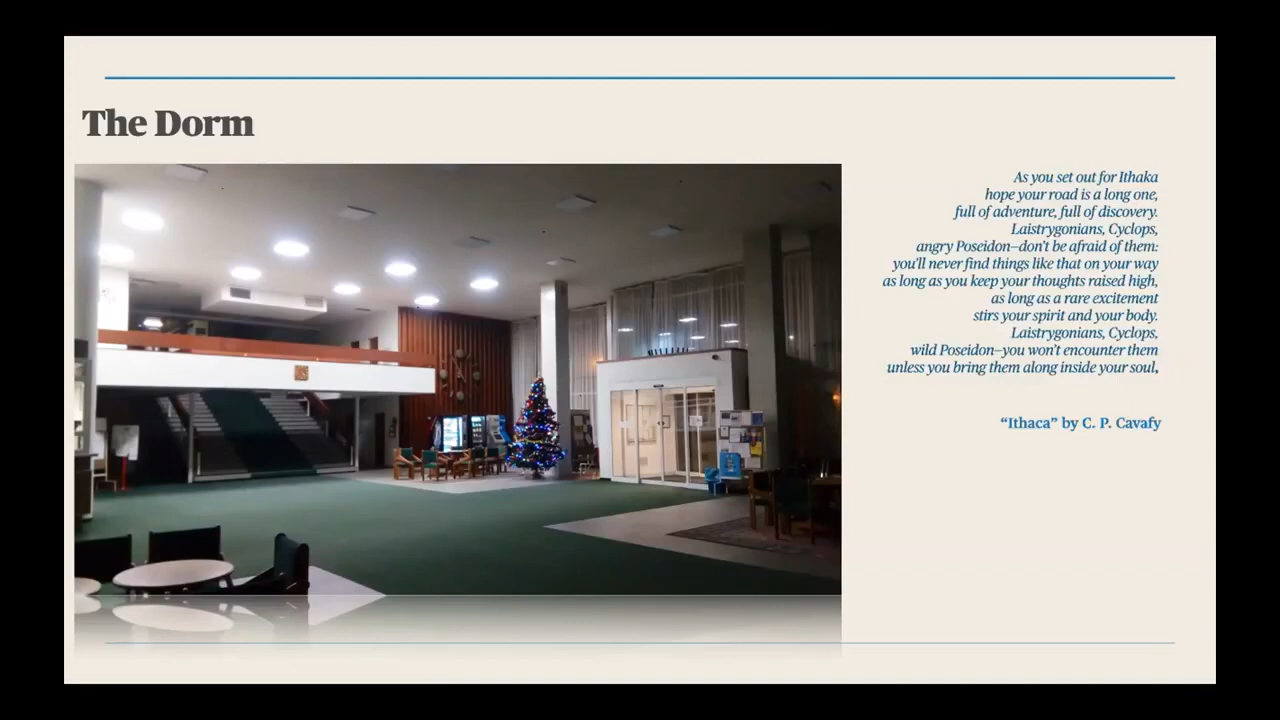 The Dorm
As you set out for Ithaka
hope your road is a long one,
full of adventure, full of discovery.
Laistrygonians, Cyclops,
angry Poseidon—don't be afraid of them:
you'll never find things like that on your way
as long as you keep your thoughts raised high,
as long as a rare excitement
stirs your spirit and your body.
Laistrygonians, Cyclops,
wild Poseidon—you won't encounter them
unless you bring them along inside your soul,
“Ithaca” by C. P. Cavafy